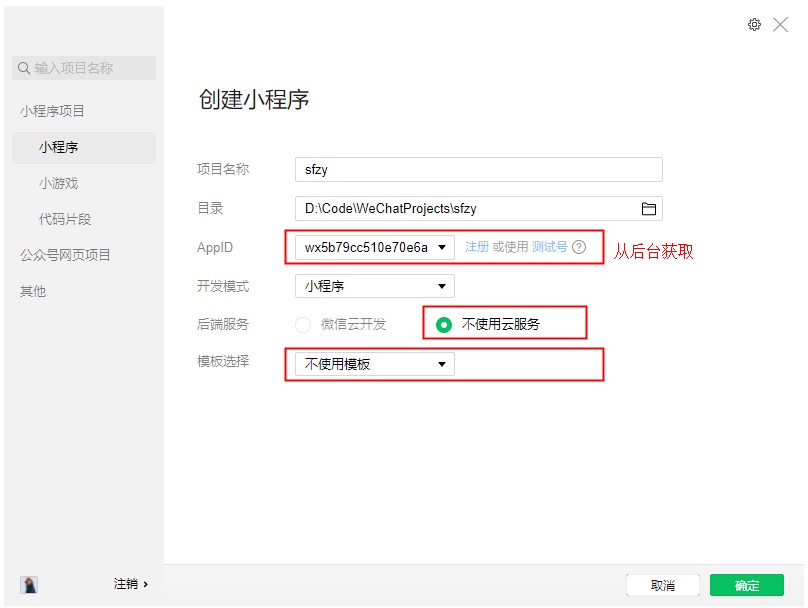 输入项目名称
小程序项目
小程序
小游戏
代码片段
公众号网页项目
其他
注销 ›
创建小程序
项目名称 sfzy
目录 D:\Code\WeChatProjects\sfzy
AppID wx5b79cc510e70e6a 注册 或使用 测试号 ? 从后台获取
开发模式 小程序
后端服务 微信云开发 不使用云服务
模板选择 不使用模板
取消 确定